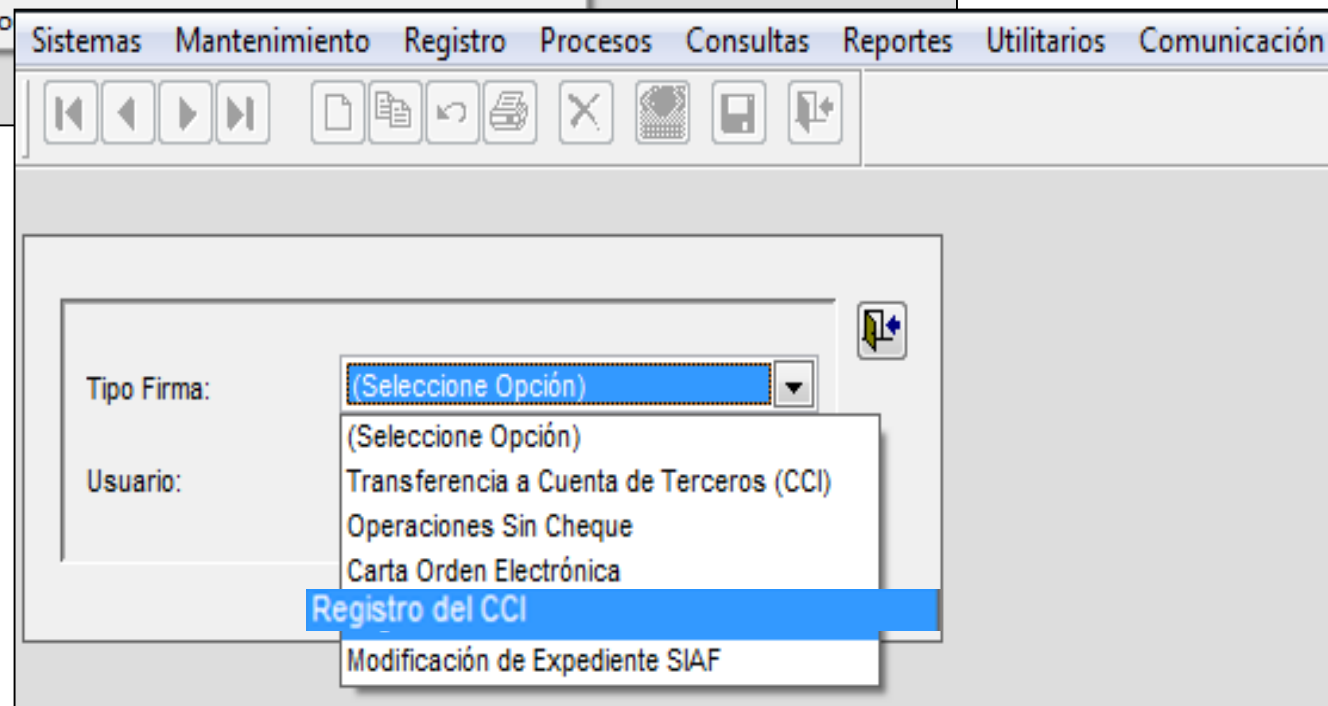 Sistemas Mantenimiento Registro Procesos Consultas Reportes Utilitarios Comunicación
Tipo Firma: (Seleccione Opción)
(Seleccione Opción)
Usuario: Transferencia a Cuenta de Terceros (CCI)
Operaciones Sin Cheque
Carta Orden Electrónica
Registro del CCI
Modificación de Expediente SIAF